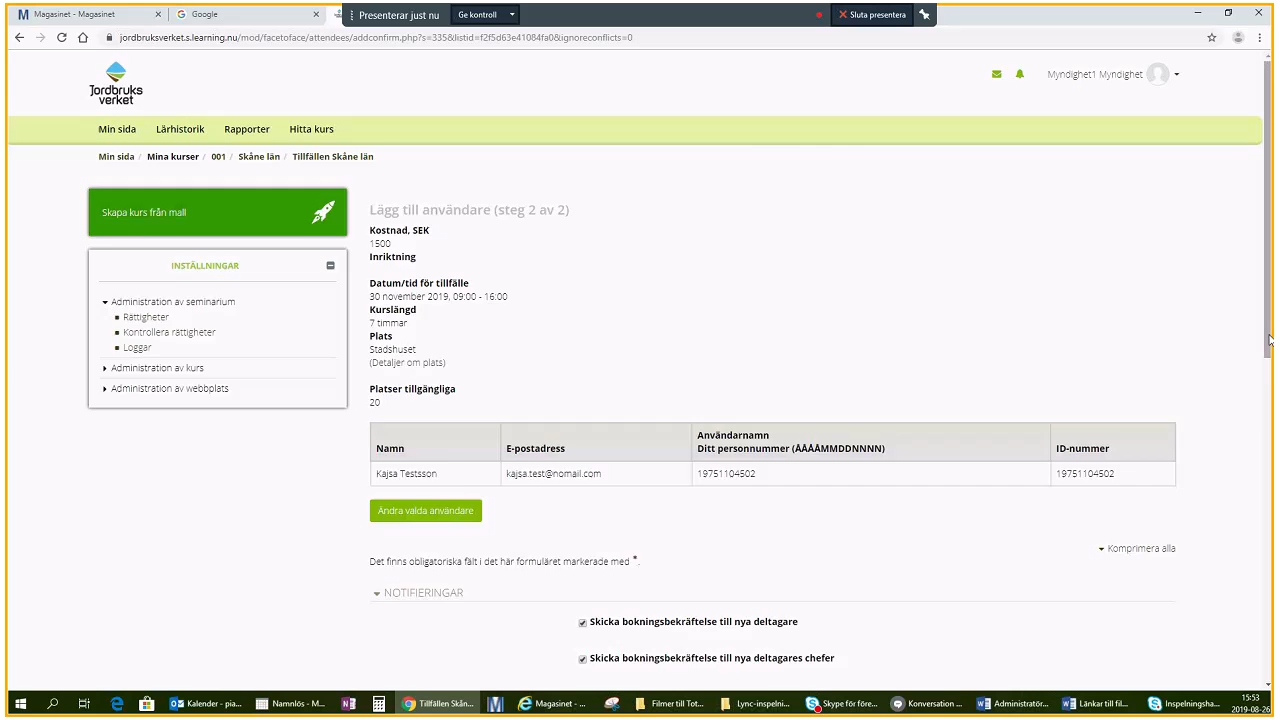 Magasinet - Magasinet
Google
Presenterar just nu
Ge kontroll
Sluta presentera
jordbruksverket.s.learning.nu/mod/facetoface/attendees/addconfirm.php?s=335&listid=f2f5d63e41084fa0&ignoreconflicts=0
Jordbruks
verket
Myndighet1 Myndighet
Min sida
Lärhistorik
Rapporter
Hitta kurs
Min sida / Mina kurser / 001 / Skåne län / Tillfällen Skåne län
Skapa kurs från mall
INSTÄLLNINGAR
Administration av seminarium
Rättigheter
Kontrollera rättigheter
Loggar
Administration av kurs
Administration av webbplats
Lägg till användare (steg 2 av 2)
Kostnad, SEK
1500
Inriktning
Datum/tid för tillfälle
30 november 2019, 09:00 - 16:00
Kurslängd
7 timmar
Plats
Stadshuset
(Detaljer om plats)
Platser tillgängliga
20
Namn
E-postadress
Användarnamn
Ditt personnummer (ÅÅÅÅMMDDNNNN)
ID-nummer
Kajsa Testsson
kajsa.test@nomail.com
19751104502
19751104502
Ändra valda användare
Komprimera alla
Det finns obligatoriska fält i det här formuläret markerade med *.
NOTIFIERINGAR
Skicka bokningsbekräftelse till nya deltagare
Skicka bokningsbekräftelse till nya deltagares chefer
Kalender - pia...
Namnlös - M...
Tillfällen Skån...
Magasinet - ...
Filmer till Tot...
Lync-inspelni...
Skype för före...
Konversation ...
Administratör...
Länkar till fil...
Inspelningsha...
15:53
2019-08-26